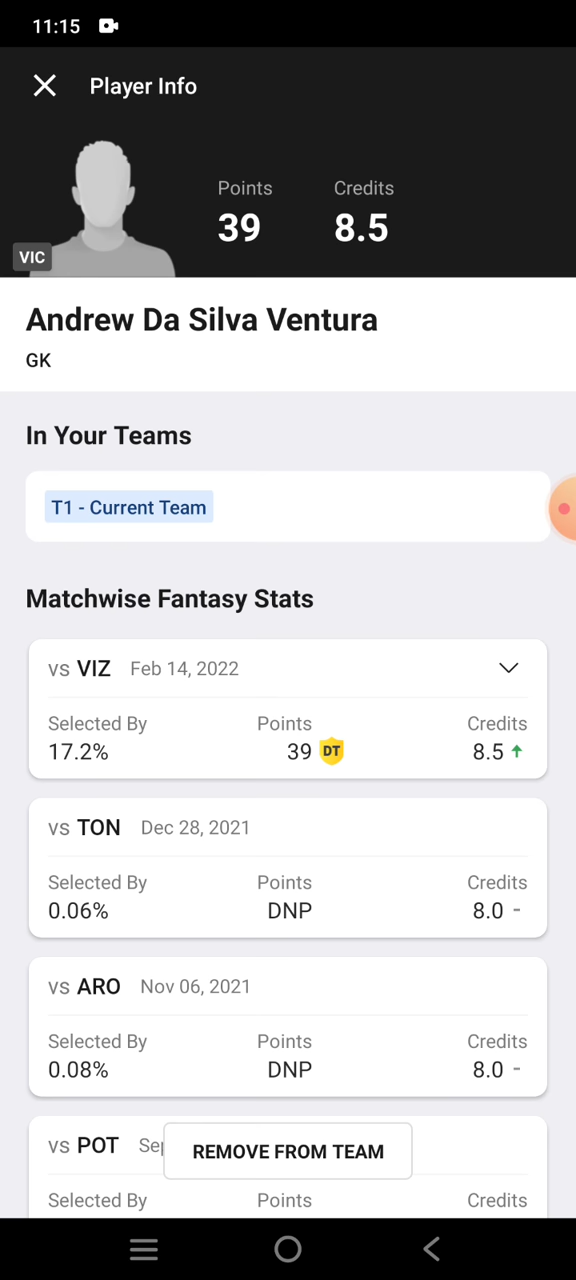 11:15
Player Info
Points Credits
39 8.5
VIC
Andrew Da Silva Ventura
GK
In Your Teams
T1 - Current Team
Matchwise Fantasy Stats
vs VIZ Feb 14, 2022
Selected By Points Credits
17.2% 39 DT 8.5
vs TON Dec 28, 2021
Selected By Points Credits
0.06% DNP 8.0 -
vs ARO Nov 06, 2021
Selected By Points Credits
0.08% DNP 8.0 -
vs POT Sep
REMOVE FROM TEAM
Selected By Points Credits